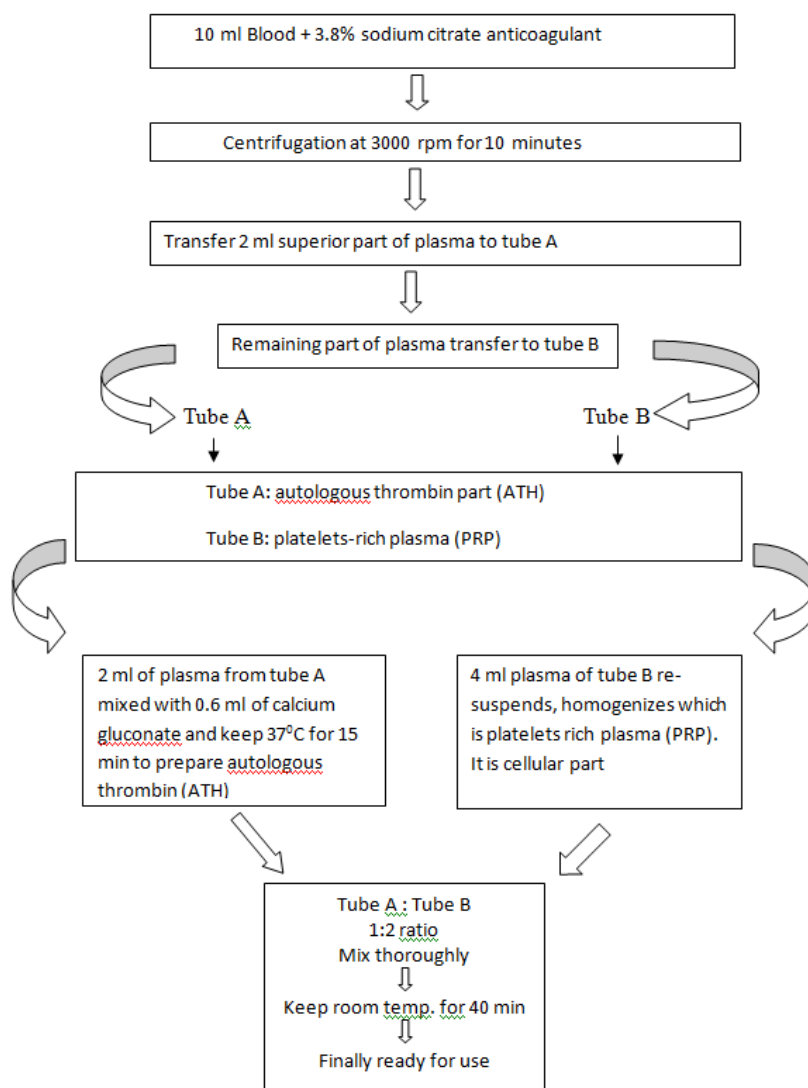 10 ml Blood + 3.8% sodium citrate anticoagulant
Centrifugation at 3000 rpm for 10 minutes
Transfer 2 ml superior part of plasma to tube A
Remaining part of plasma transfer to tube B
Tube A
Tube B
Tube A: autologous thrombin part (ATH)
Tube B: platelets-rich plasma (PRP)
2 ml of plasma from tube A
mixed with 0.6 ml of calcium
gluconate and keep 37⁰C for 15
min to prepare autologous
thrombin (ATH)
4 ml plasma of tube B re-
suspends, homogenizes which
is platelets rich plasma (PRP).
It is cellular part
Tube A : Tube B
1:2 ratio
Mix thoroughly
Keep room temp. for 40 min
Finally ready for use